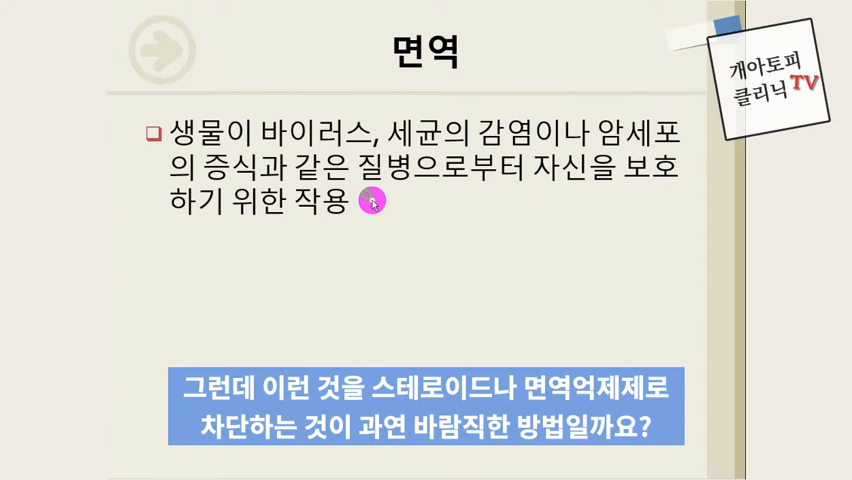 면역
개아토피
클리닉TV
생물이 바이러스, 세균의 감염이나 암세포
의 증식과 같은 질병으로부터 자신을 보호
하기 위한 작용
그런데 이런 것을 스테로이드나 면역억제제로
차단하는 것이 과연 바람직한 방법일까요?